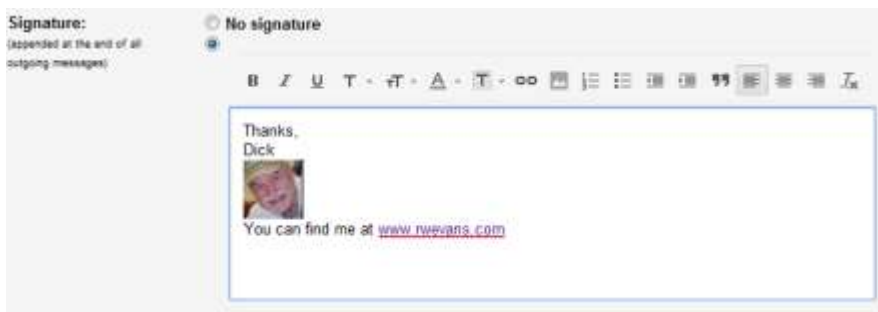 Signature:
(appended at the end of all
outgoing messages)
No signature
B I U T T A T
Thanks,
Dick
You can find me at www.rwevans.com